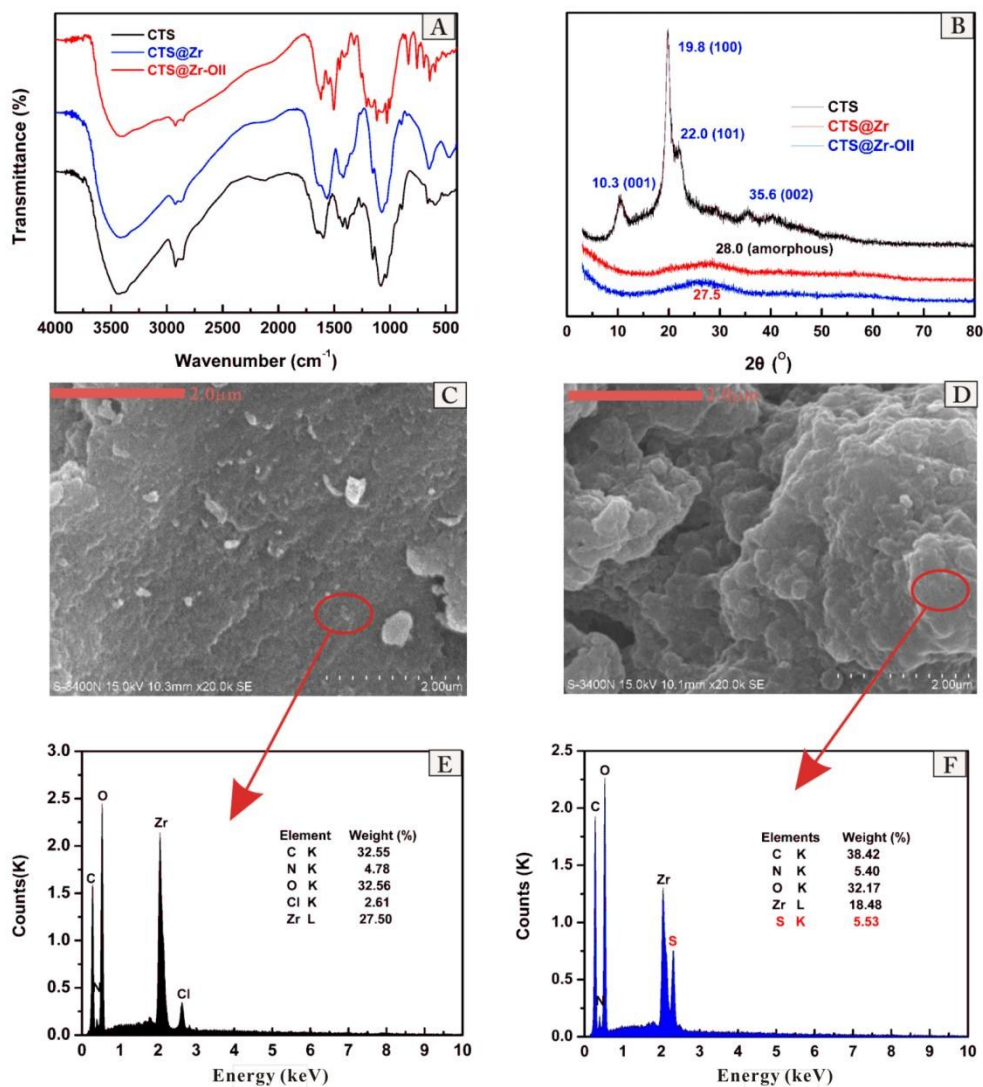 A
CTS
CTS@Zr
CTS@Zr-OII
Transmittance (%)
4000 3500 3000 2500 2000 1500 1000 500
Wavenumber (cm-1)
B
19.8 (100)
CTS
CTS@Zr
CTS@Zr-OII
22.0 (101)
10.3 (001)
35.6 (002)
28.0 (amorphous)
27.5
0 10 20 30 40 50 60 70 80
2θ (O)
2.0μm
C
S-3400N 15.0kV 10.3mm x20.0k SE
2.00um
2.0μm
D
S-3400N 15.0kV 10.1mm x20.0k SE
2.00um
E
3.0
2.5
2.0
1.5
1.0
0.5
0.0
Counts(K)
C
N
O
Zr
Cl
Element Weight (%)
C K 32.55
N K 4.78
O K 32.56
Cl K 2.61
Zr L 27.50
0 1 2 3 4 5 6 7 8 9 10
Energy (keV)
F
2.5
2.0
1.5
1.0
0.5
0.0
Counts (K)
C
N
O
Zr
S
Elements Weight (%)
C K 38.42
N K 5.40
O K 32.17
Zr L 18.48
S K 5.53
0 1 2 3 4 5 6 7 8 9 10
Energy (keV)